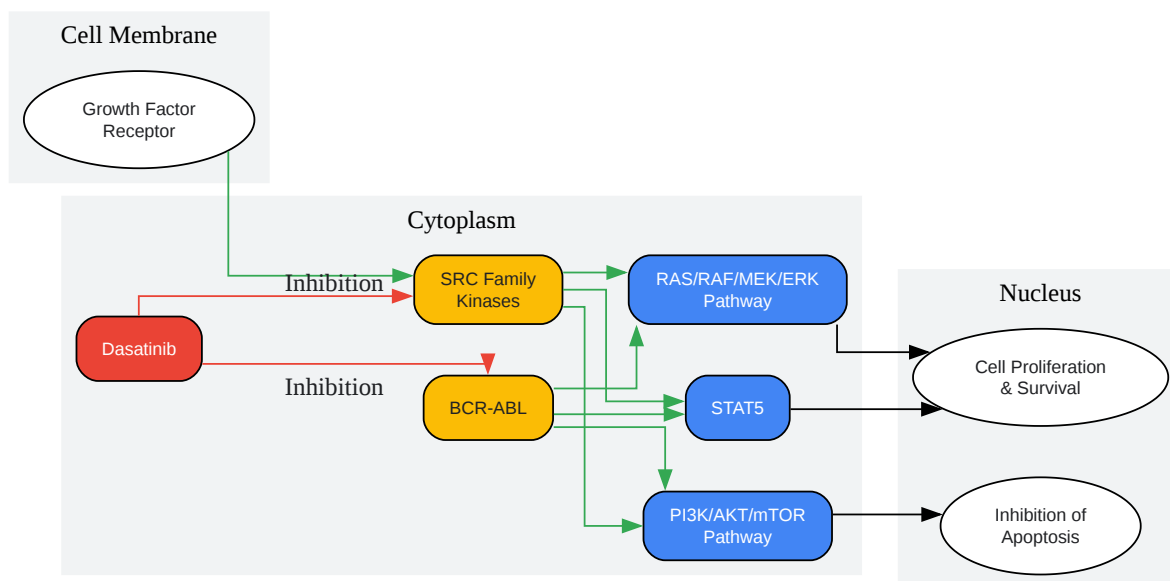 Cell Membrane
Growth Factor
Receptor
Cytoplasm
Inhibition
SRC Family
Kinases
RAS/RAF/MEK/ERK
Pathway
Nucleus
Dasatinib
Cell Proliferation
& Survival
Inhibition
BCR-ABL
STAT5
PI3K/AKT/mTOR
Pathway
Inhibition of
Apoptosis